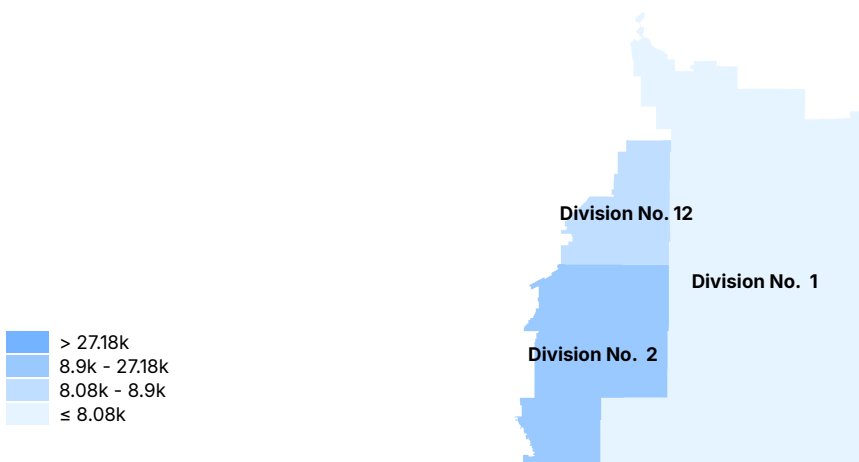 Division No. 12
Division No. 1
Division No. 2
> 27.18k
8.9k - 27.18k
8.08k - 8.9k
≤ 8.08k